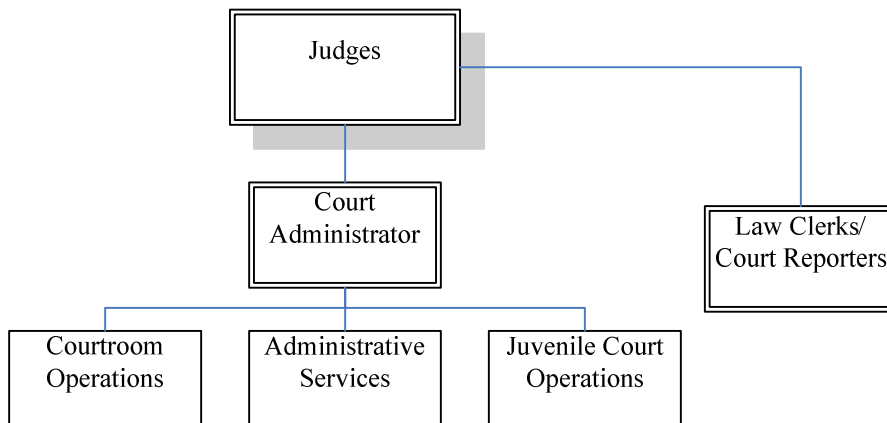 Judges
Court
Administrator
Law Clerks/
Court Reporters
Courtroom
Operations
Administrative
Services
Juvenile Court
Operations